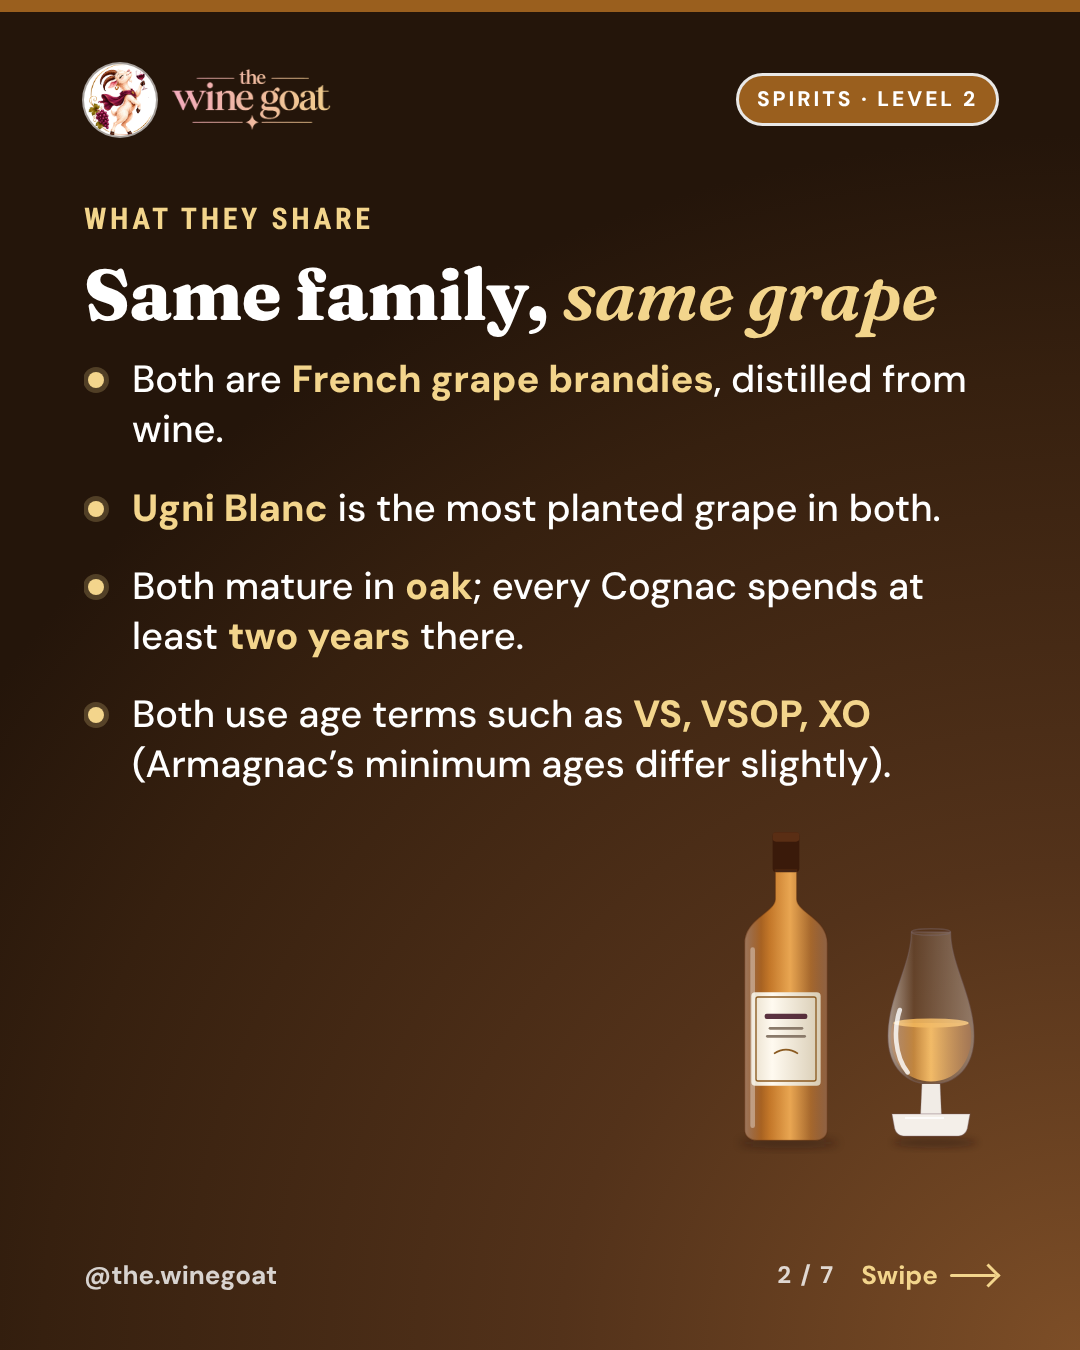 the
wine goat
SPIRITS · LEVEL 2
WHAT THEY SHARE
Same family, same grape
Both are French grape brandies, distilled from
wine.
Ugni Blanc is the most planted grape in both.
Both mature in oak; every Cognac spends at
least two years there.
Both use age terms such as VS, VSOP, XO
(Armagnac’s minimum ages differ slightly).
@the.winegoat
2 / 7
Swipe